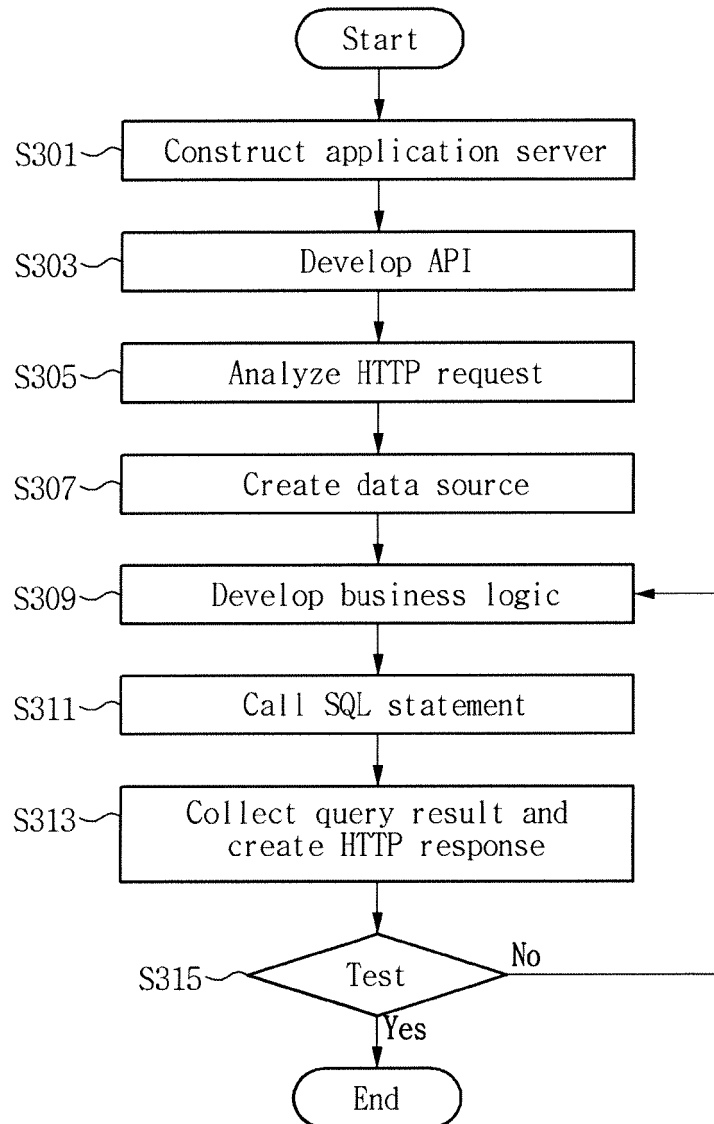 Start
S301 Construct application server
S303 Develop API
S305 Analyze HTTP request
S307 Create data source
S309 Develop business logic
S311 Call SQL statement
S313 Collect query result and
create HTTP response
S315 Test No
Yes
End